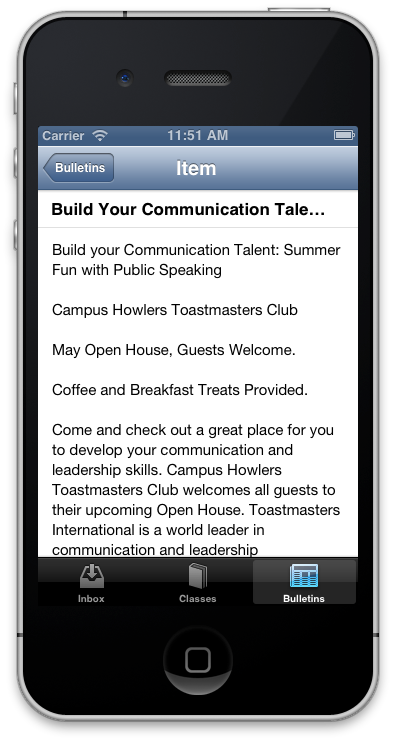 Carrier 11:51 AM
Bulletins Item
Build Your Communication Tale...
Build your Communication Talent: Summer
Fun with Public Speaking
Campus Howlers Toastmasters Club
May Open House, Guests Welcome.
Coffee and Breakfast Treats Provided.
Come and check out a great place for you
to develop your communication and
leadership skills. Campus Howlers
Toastmasters Club welcomes all guests to
their upcoming Open House. Toastmasters
International is a world leader in
communication and leadership
Inbox Classes Bulletins